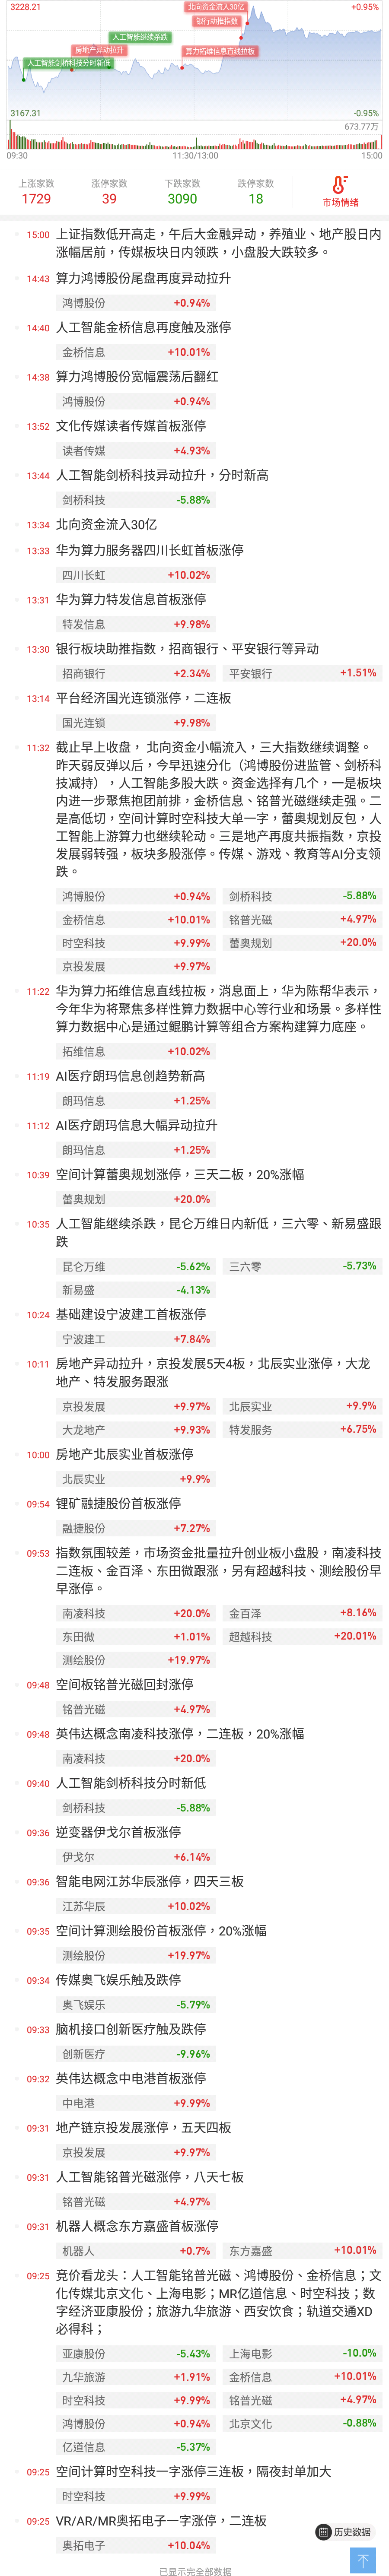 3228.21
+0.95%
北向资金流入30亿
银行助推指数
人工智能继续杀跌
房地产异动拉升
算力拓维信息直线拉板
人工智能剑桥科技分时新低
3167.31
-0.95%
673.77万
09:30
11:30/13:00
15:00
上涨家数
涨停家数
下跌家数
跌停家数
1729
39
3090
18
市场情绪
15:00 上证指数低开高走，午后大金融异动，养殖业、地产股日内
涨幅居前，传媒板块日内领跌，小盘股大跌较多。
14:43 算力鸿博股份尾盘再度异动拉升
鸿博股份 +0.94%
14:40 人工智能金桥信息再度触及涨停
金桥信息 +10.01%
14:38 算力鸿博股份宽幅震荡后翻红
鸿博股份 +0.94%
13:52 文化传媒读者传媒首板涨停
读者传媒 +4.93%
13:44 人工智能剑桥科技异动拉升，分时新高
剑桥科技 -5.88%
13:34 北向资金流入30亿
13:33 华为算力服务器四川长虹首板涨停
四川长虹 +10.02%
13:31 华为算力特发信息首板涨停
特发信息 +9.98%
13:30 银行板块助推指数，招商银行、平安银行等异动
招商银行 +2.34% 平安银行 +1.51%
13:14 平台经济国光连锁涨停，二连板
国光连锁 +9.98%
11:32 截止早上收盘， 北向资金小幅流入，三大指数继续调整。
昨天弱反弹以后，今早迅速分化（鸿博股份进监管、剑桥科
技减持），人工智能多股大跌。资金选择有几个，一是板块
内进一步聚焦抱团前排，金桥信息、铭普光磁继续走强。二
是高低切，空间计算时空科技大单一字，蕾奥规划反包，人
工智能上游算力也继续轮动。三是地产再度共振指数，京投
发展弱转强，板块多股涨停。传媒、游戏、教育等AI分支领
跌。
鸿博股份 +0.94% 剑桥科技 -5.88%
金桥信息 +10.01% 铭普光磁 +4.97%
时空科技 +9.99% 蕾奥规划 +20.0%
京投发展 +9.97%
11:22 华为算力拓维信息直线拉板，消息面上，华为陈帮华表示，
今年华为将聚焦多样性算力数据中心等行业和场景。多样性
算力数据中心是通过鲲鹏计算等组合方案构建算力底座。
拓维信息 +10.02%
11:19 AI医疗朗玛信息创趋势新高
朗玛信息 +1.25%
11:12 AI医疗朗玛信息大幅异动拉升
朗玛信息 +1.25%
10:39 空间计算蕾奥规划涨停，三天二板，20%涨幅
蕾奥规划 +20.0%
10:35 人工智能继续杀跌，昆仑万维日内新低，三六零、新易盛跟
跌
昆仑万维 -5.62% 三六零 -5.73%
新易盛 -4.13%
10:24 基础建设宁波建工首板涨停
宁波建工 +7.84%
10:11 房地产异动拉升，京投发展5天4板，北辰实业涨停，大龙
地产、特发服务跟涨
京投发展 +9.97% 北辰实业 +9.9%
大龙地产 +9.93% 特发服务 +6.75%
10:00 房地产北辰实业首板涨停
北辰实业 +9.9%
09:54 锂矿融捷股份首板涨停
融捷股份 +7.27%
09:53 指数氛围较差，市场资金批量拉升创业板小盘股，南凌科技
二连板、金百泽、东田微跟涨，另有超越科技、测绘股份早
早涨停。
南凌科技 +20.0% 金百泽 +8.16%
东田微 +1.01% 超越科技 +20.01%
测绘股份 +19.97%
09:48 空间板铭普光磁回封涨停
铭普光磁 +4.97%
09:48 英伟达概念南凌科技涨停，二连板，20%涨幅
南凌科技 +20.0%
09:40 人工智能剑桥科技分时新低
剑桥科技 -5.88%
09:36 逆变器伊戈尔首板涨停
伊戈尔 +6.14%
09:36 智能电网江苏华辰涨停，四天三板
江苏华辰 +10.02%
09:35 空间计算测绘股份首板涨停，20%涨幅
测绘股份 +19.97%
09:34 传媒奥飞娱乐触及跌停
奥飞娱乐 -5.79%
09:33 脑机接口创新医疗触及跌停
创新医疗 -9.96%
09:32 英伟达概念中电港首板涨停
中电港 +9.99%
09:31 地产链京投发展涨停，五天四板
京投发展 +9.97%
09:31 人工智能铭普光磁涨停，八天七板
铭普光磁 +4.97%
09:31 机器人概念东方嘉盛首板涨停
机器人 +0.7% 东方嘉盛 +10.01%
09:25 竞价看龙头：人工智能铭普光磁、鸿博股份、金桥信息；文
化传媒北京文化、上海电影；MR亿道信息、时空科技；数
字经济亚康股份；旅游九华旅游、西安饮食；轨道交通XD
必得科；
亚康股份 -5.43% 上海电影 -10.0%
九华旅游 +1.91% 金桥信息 +10.01%
时空科技 +9.99% 铭普光磁 +4.97%
鸿博股份 +0.94% 北京文化 -0.88%
亿道信息 -5.37%
09:25 空间计算时空科技一字涨停三连板，隔夜封单加大
时空科技 +9.99%
09:25 VR/AR/MR奥拓电子一字涨停，二连板
奥拓电子 +10.04%
历史数据
已显示完全部数据